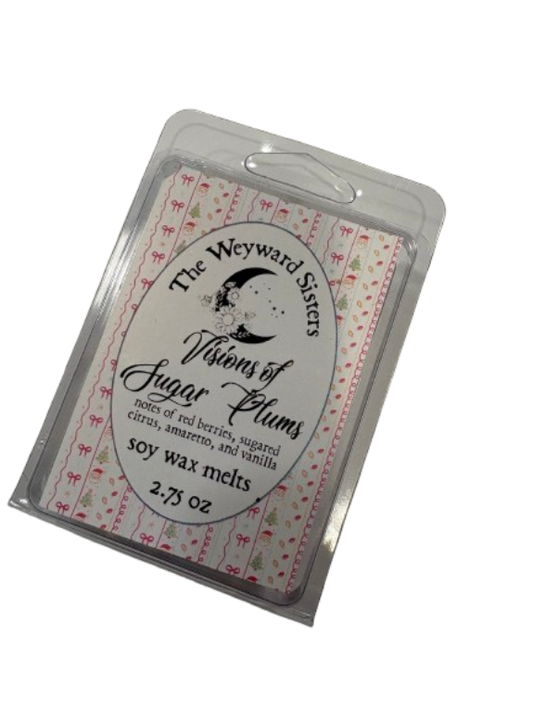 The Weyward Sisters
Visions of
Sugar Plums
notes of red berries, sugared
citrus, amaretto, and vanilla
soy wax melts
2.75 oz